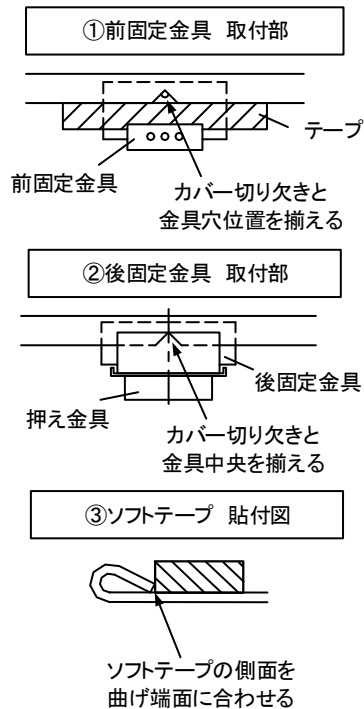 ①前固定金具 取付部
テープ
前固定金具
カバー切り欠きと
金具穴位置を揃える
②後固定金具 取付部
後固定金具
押え金具
カバー切り欠きと
金具中央を揃える
③ソフトテープ 貼付図
ソフトテープの側面を
曲げ端面に合わせる